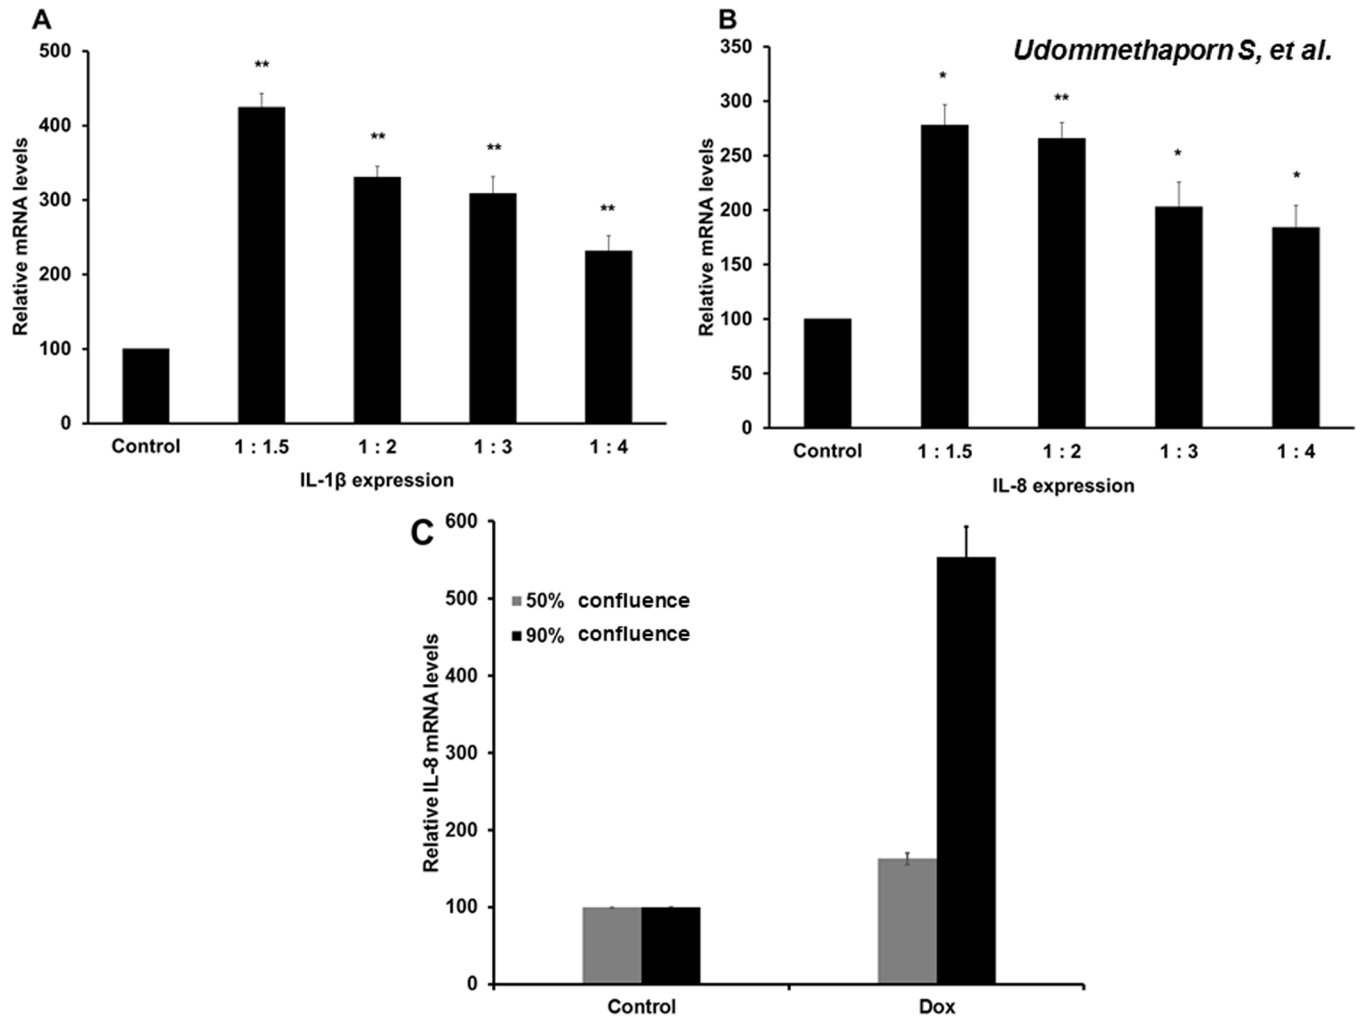 A
B
Udommethaporn S, et al.
500
400
300
200
100
0
Relative mRNA levels
**
**
**
**
Control
1 : 1.5
1 : 2
1 : 3
1 : 4
IL-1β expression
350
300
250
200
150
100
50
0
Relative mRNA levels
*
**
*
*
Control
1 : 1.5
1 : 2
1 : 3
1 : 4
IL-8 expression
C
600
500
400
300
200
100
0
Relative IL-8 mRNA levels
50% confluence
90% confluence
Control
Dox